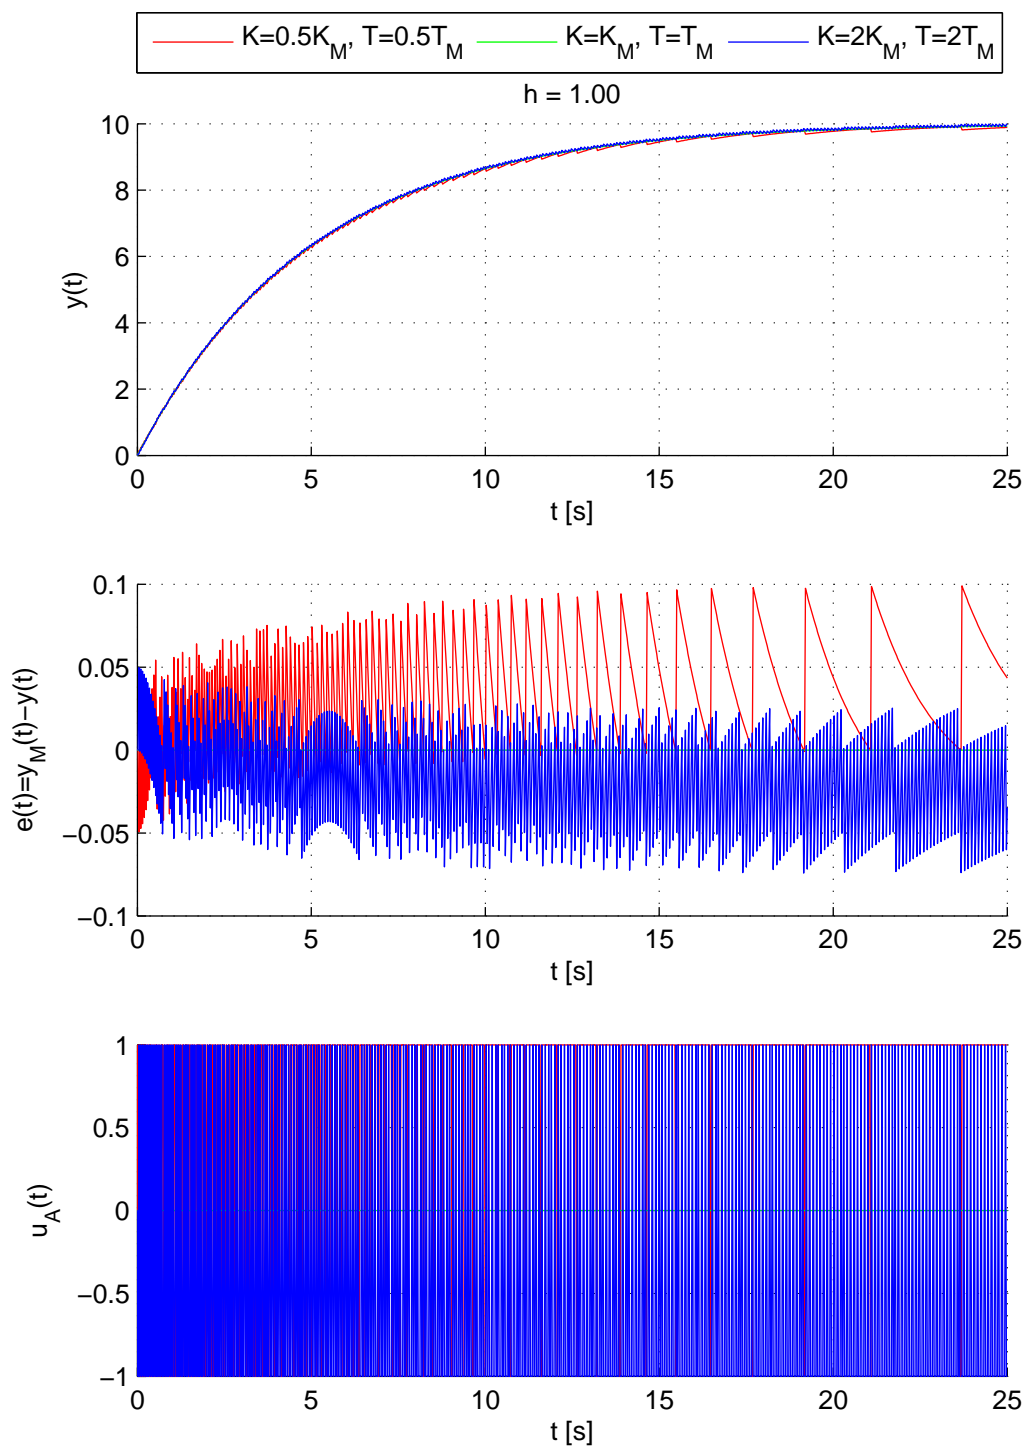 K=0.5K_M, T=0.5T_M K=K_M, T=T_M K=2K_M, T=2T_M
h = 1.00
10
8
6
4
2
0
y(t)
0 5 10 15 20 25
t [s]
0.1
0.05
0
−0.05
−0.1
e(t)=y_M(t)−y(t)
0 5 10 15 20 25
t [s]
1
0.5
0
−0.5
−1
u_A(t)
0 5 10 15 20 25
t [s]